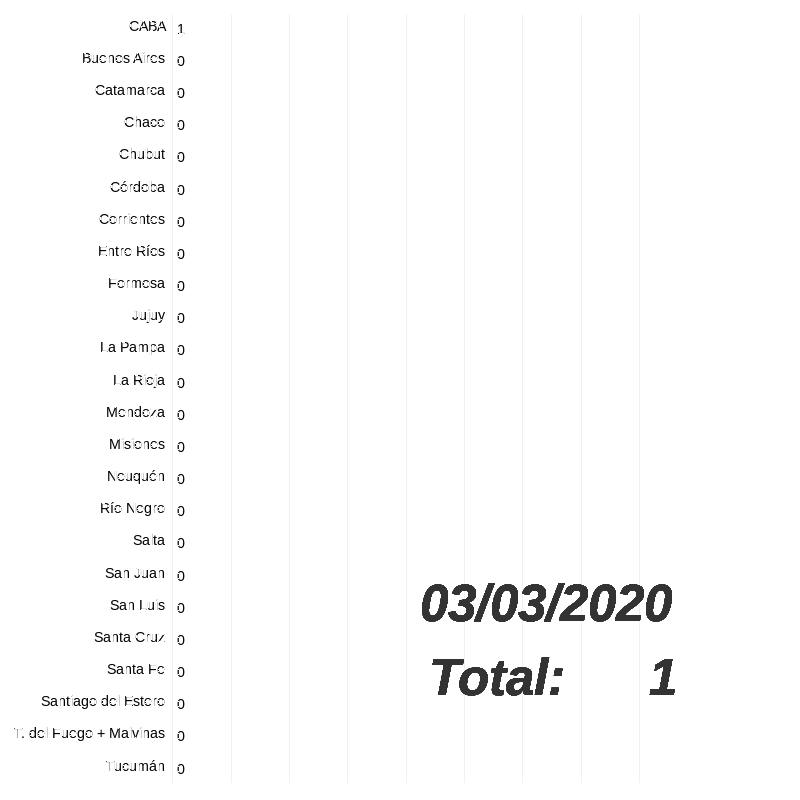 CABA 1
Buenos Aires 0
Catamarca 0
Chaco 0
Chubut 0
Córdoba 0
Corrientes 0
Entre Ríos 0
Formosa 0
Jujuy 0
La Pampa 0
La Rioja 0
Mendoza 0
Misiones 0
Neuquén 0
Río Negro 0
Salta 0
San Juan 0
San Luis 0
Santa Cruz 0
Santa Fe 0
Santiago del Estero 0
T. del Fuego + Malvinas 0
Tucumán 0
03/03/2020
Total: 1